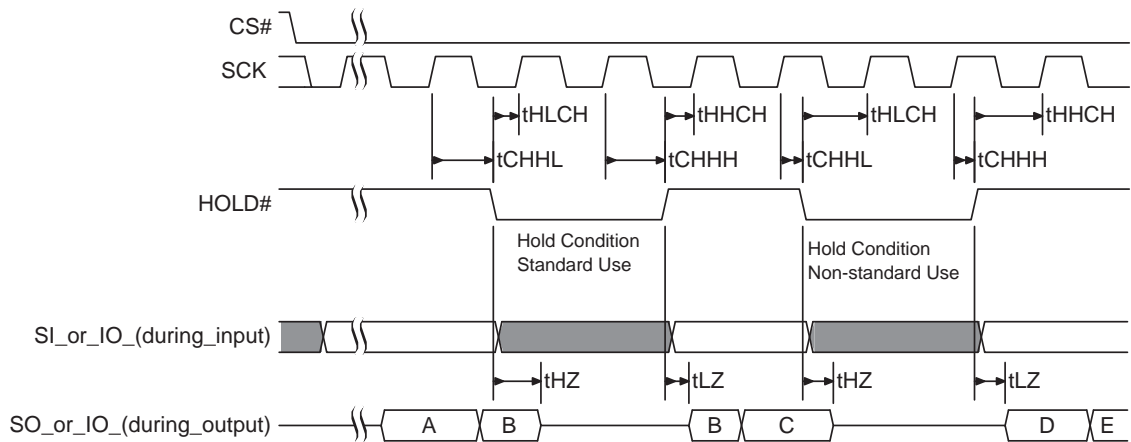 CS#
SCK
tHLCH tHHCH tHLCH tHHCH
tCHHL tCHHH tCHHL tCHHH
HOLD#
Hold Condition
Standard Use
Hold Condition
Non-standard Use
SI_or_IO_(during_input)
tHZ tLZ tHZ tLZ
SO_or_IO_(during_output)
A B B C D E